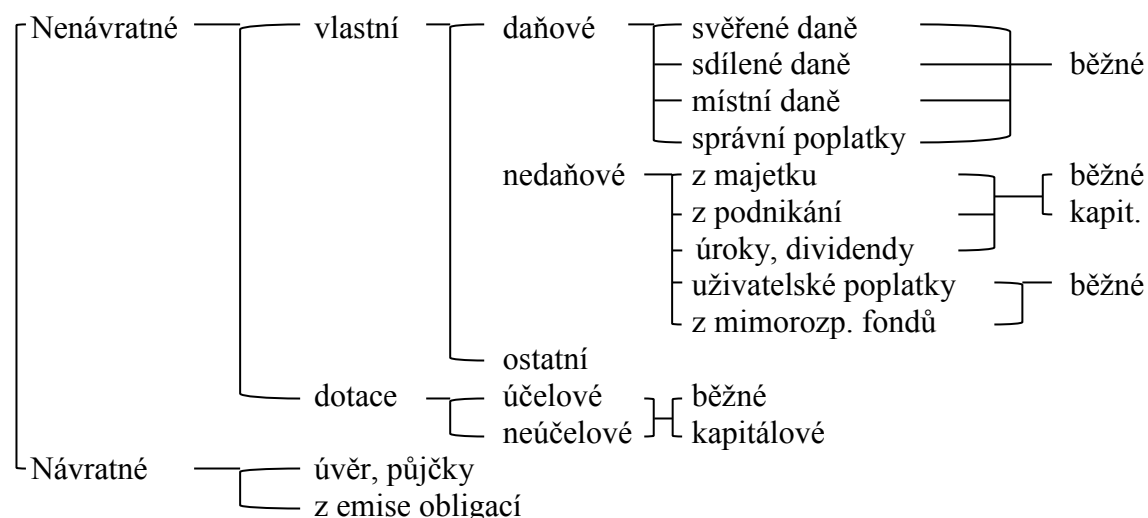 Nenávratné vlastní daňové svěřené daně
sdílené daně běžné
místní daně
správní poplatky
nedaňové z majetku běžné
z podnikání kapit.
úroky, dividendy
uživatelské poplatky běžné
z mimorozp. fondů
ostatní
dotace účelové běžné
neúčelové kapitálové
Návratné úvěr, půjčky
z emise obligací